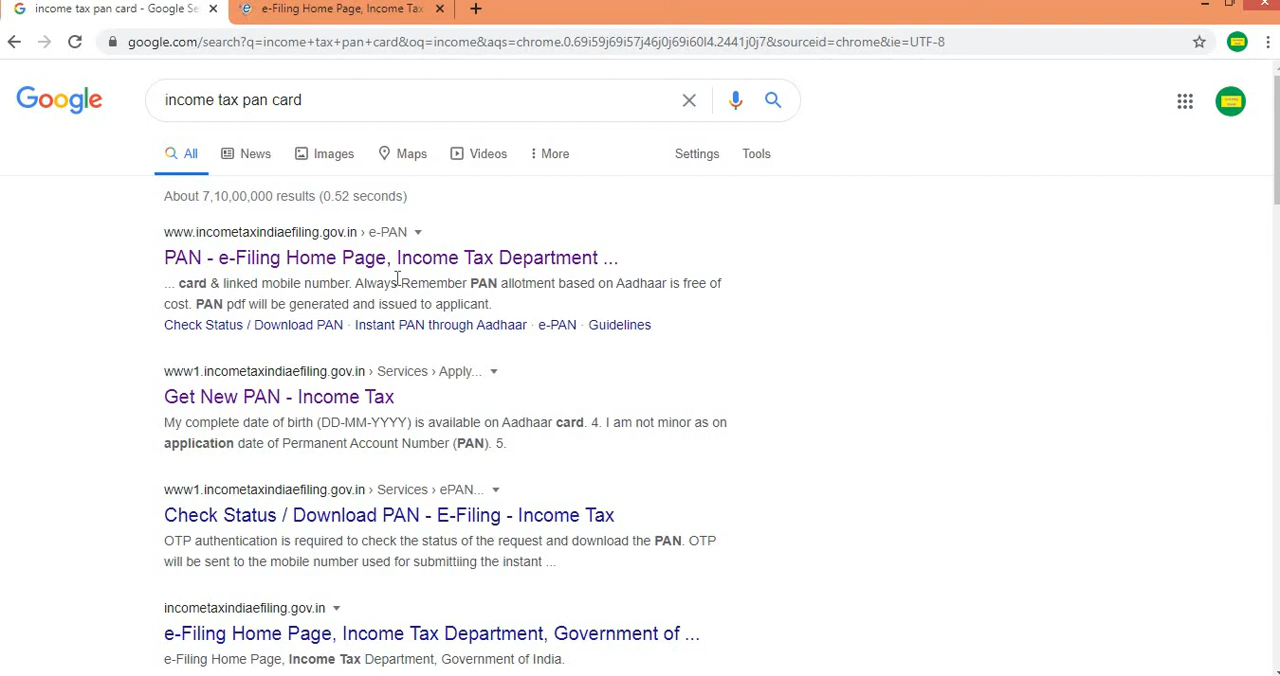 income tax pan card - Google Se
e-Filing Home Page, Income Tax
google.com/search?q=income+tax+pan+card&oq=income&aqs=chrome.0.69i59j69i57j46j0j69i60l4.2441j0j7&sourceid=chrome&ie=UTF-8
Google
income tax pan card
All News Images Maps Videos More Settings Tools
About 7,10,00,000 results (0.52 seconds)
www.incometaxindiaefiling.gov.in › e-PAN
PAN - e-Filing Home Page, Income Tax Department ...
... card & linked mobile number. Always Remember PAN allotment based on Aadhaar is free of
cost. PAN pdf will be generated and issued to applicant.
Check Status / Download PAN · Instant PAN through Aadhaar · e-PAN · Guidelines
www1.incometaxindiaefiling.gov.in › Services › Apply...
Get New PAN - Income Tax
My complete date of birth (DD-MM-YYYY) is available on Aadhaar card. 4. I am not minor as on
application date of Permanent Account Number (PAN). 5.
www1.incometaxindiaefiling.gov.in › Services › ePAN...
Check Status / Download PAN - E-Filing - Income Tax
OTP authentication is required to check the status of the request and download the PAN. OTP
will be sent to the mobile number used for submittiing the instant ...
incometaxindiaefiling.gov.in
e-Filing Home Page, Income Tax Department, Government of ...
e-Filing Home Page, Income Tax Department, Government of India.